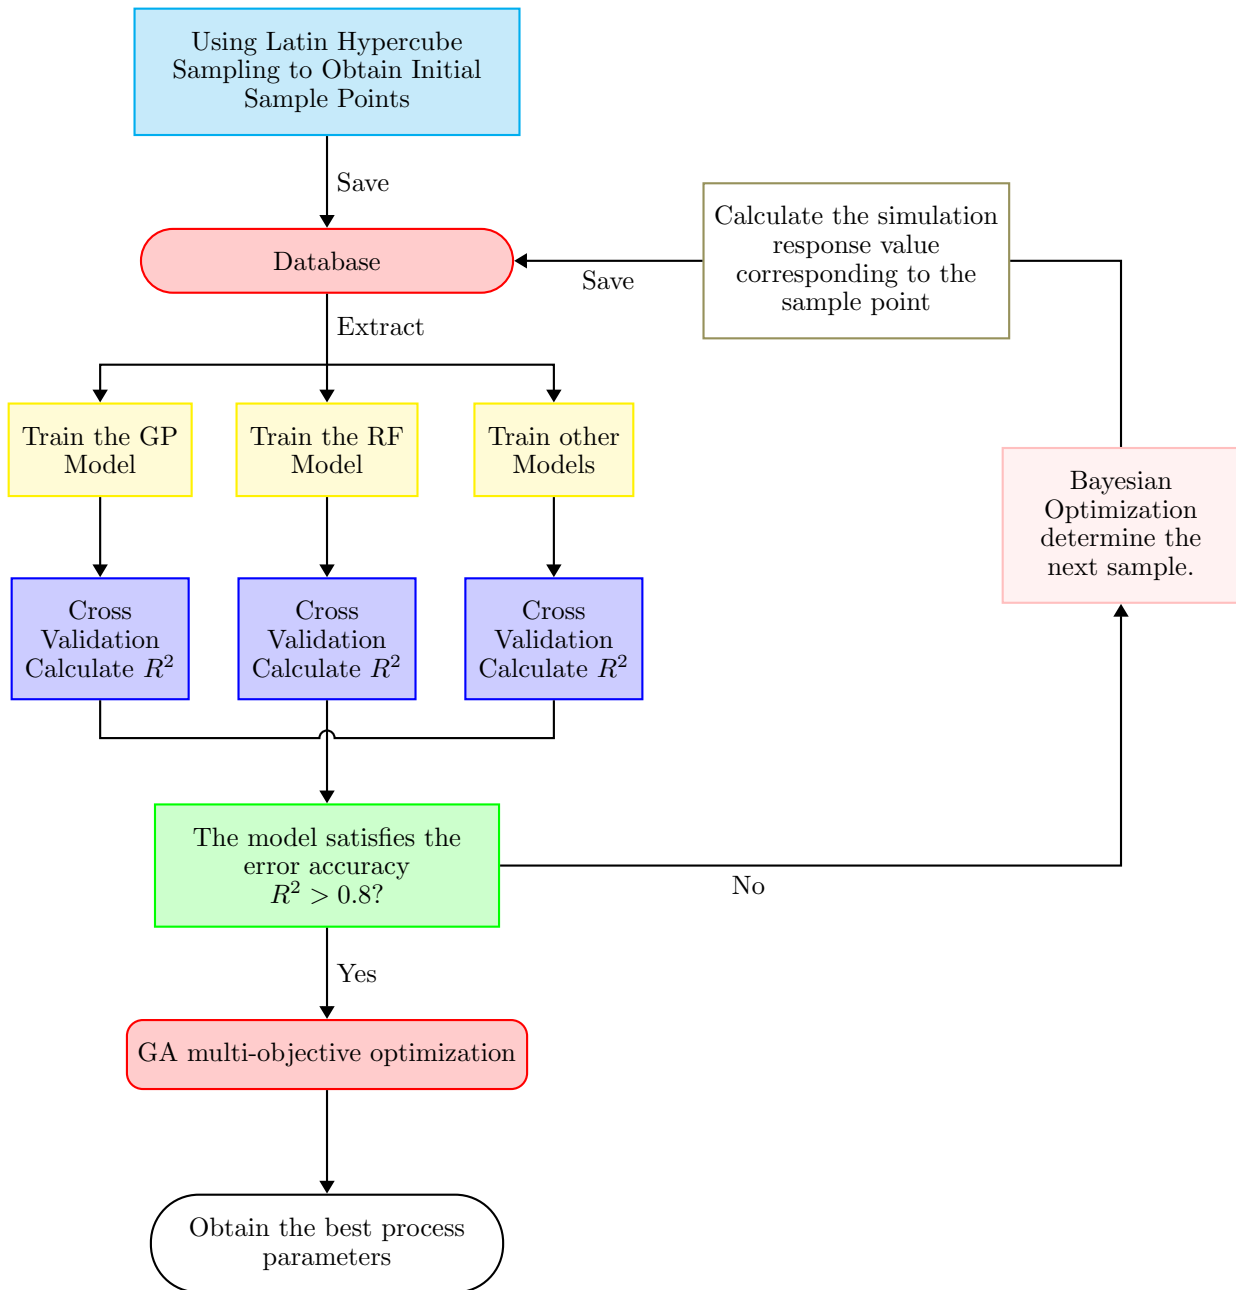 Using Latin Hypercube
Sampling to Obtain Initial
Sample Points
Save
Database
Save
Calculate the simulation
response value
corresponding to the
sample point
Extract
Train the GP
Model
Train the RF
Model
Train other
Models
Bayesian
Optimization
determine the
next sample.
Cross
Validation
Calculate R²
Cross
Validation
Calculate R²
Cross
Validation
Calculate R²
The model satisfies the
error accuracy
R² > 0.8?
No
Yes
GA multi-objective optimization
Obtain the best process
parameters